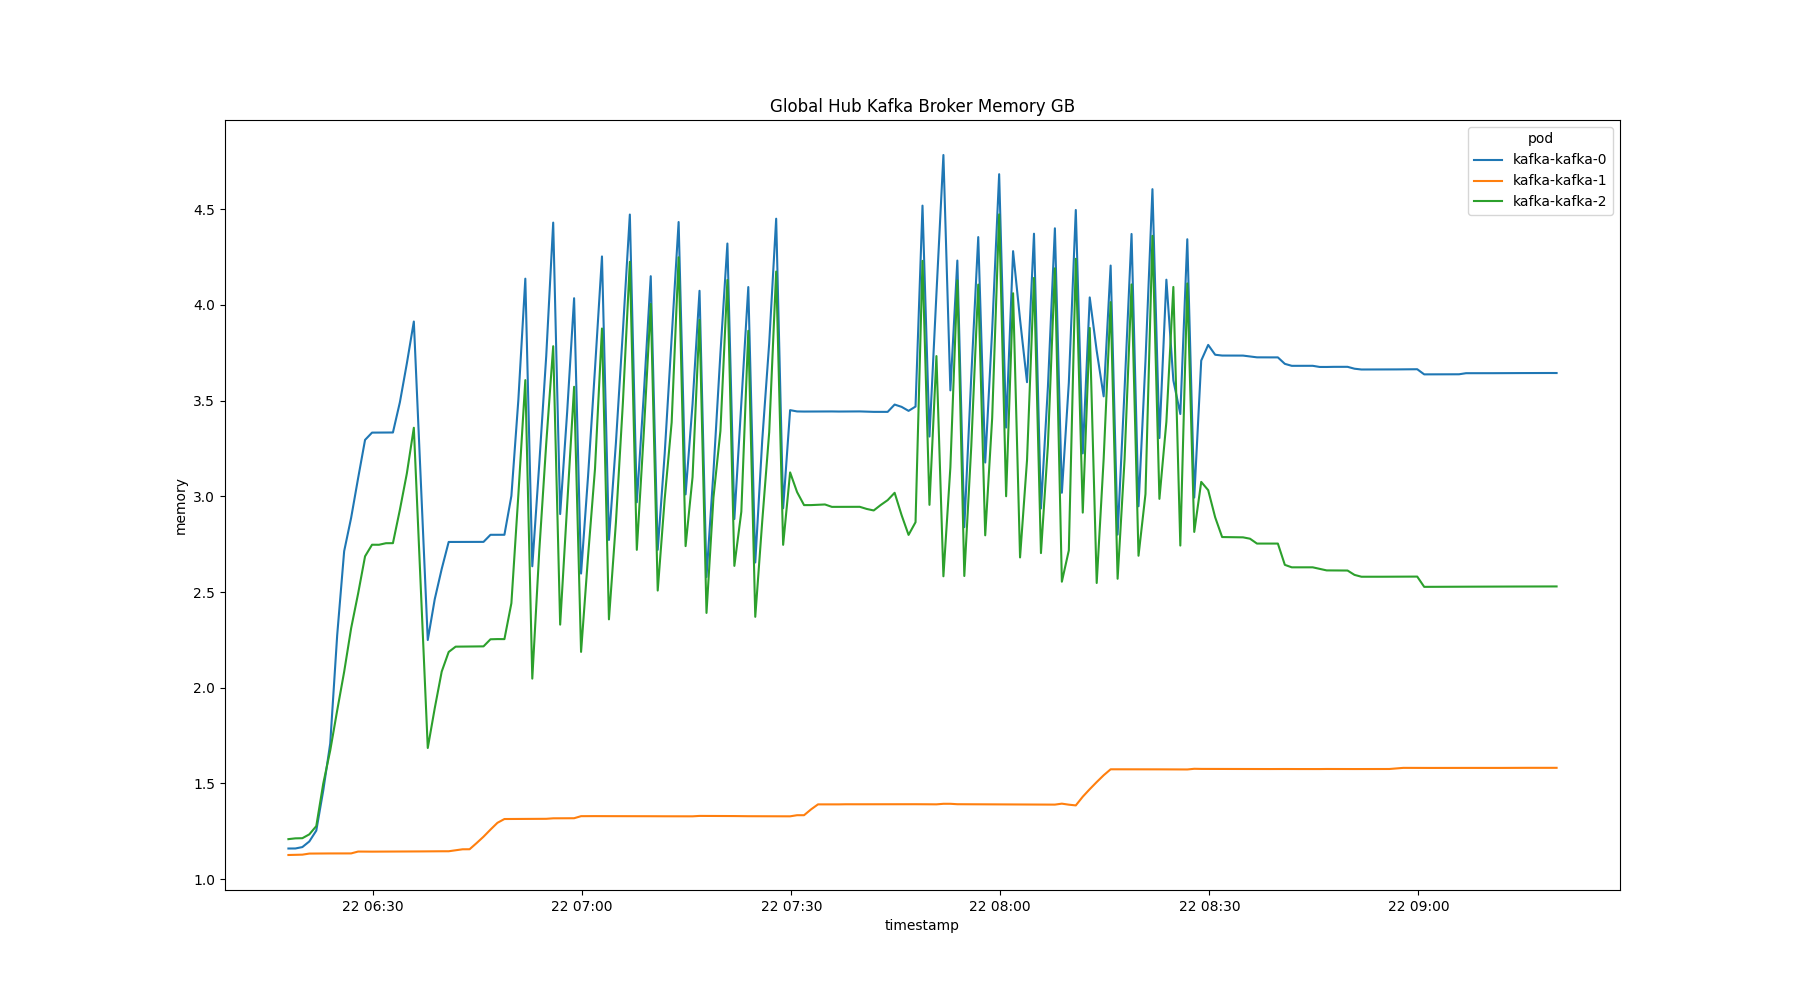 Global Hub Kafka Broker Memory GB
pod
kafka-kafka-0
kafka-kafka-1
kafka-kafka-2
memory
4.5
4.0
3.5
3.0
2.5
2.0
1.5
1.0
22 06:30
22 07:00
22 07:30
22 08:00
22 08:30
22 09:00
timestamp